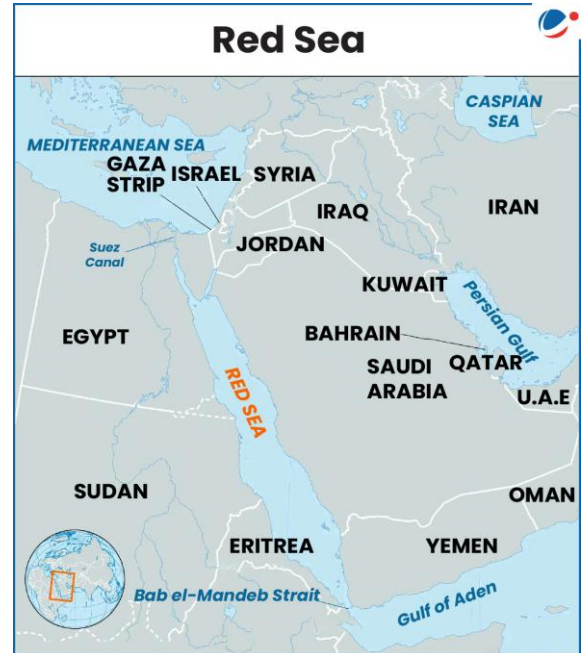 Red Sea
CASPIAN
SEA
MEDITERRANEAN SEA
GAZA
STRIP
ISRAEL
SYRIA
IRAQ
IRAN
JORDAN
Suez
Canal
KUWAIT
Persian Gulf
EGYPT
BAHRAIN
QATAR
SAUDI
ARABIA
U.A.E
RED SEA
SUDAN
OMAN
ERITREA
YEMEN
Bab el-Mandeb Strait
Gulf of Aden